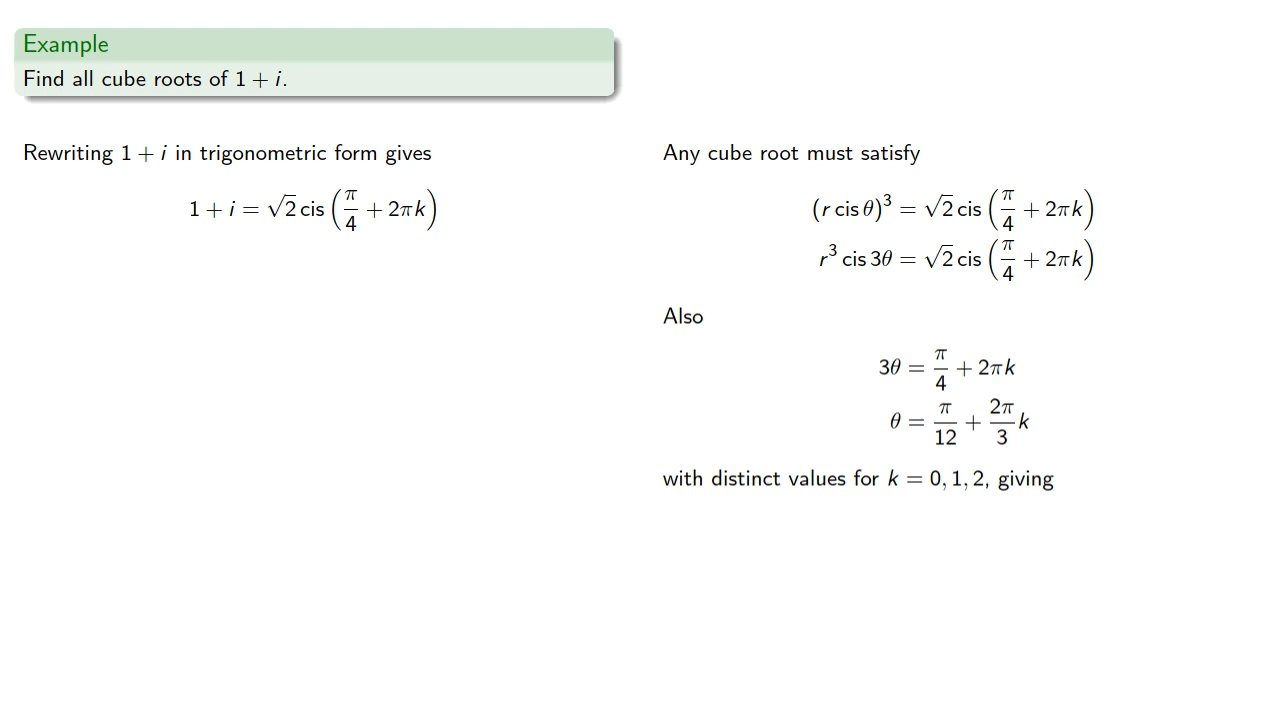 Example
Find all cube roots of 1 + i.
Rewriting 1 + i in trigonometric form gives
1 + i = √2 cis (π/4 + 2πk)
Any cube root must satisfy
(r cis θ)³ = √2 cis (π/4 + 2πk)
r³ cis 3θ = √2 cis (π/4 + 2πk)
Also
3θ = π/4 + 2πk
θ = π/12 + 2π/3 k
with distinct values for k = 0, 1, 2, giving